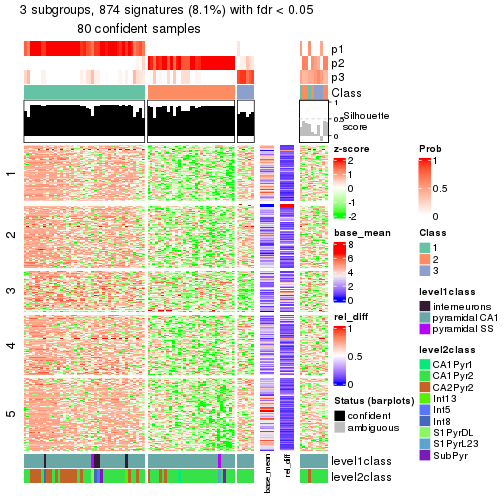 3 subgroups, 874 signatures (8.1%) with fdr < 0.05
80 confident samples
p1
p2
p3
Class
1
0.5
0
Silhouette
score
1
2
3
4
5
level1class
level2class
base_mean
rel_diff
z-score
2
1
0
-1
-2
base_mean
8
6
4
2
0
rel_diff
1
0.5
0
Status (barplots)
confident
ambiguous
Prob
1
0.5
0
Class
1
2
3
level1class
interneurons
pyramidal CA1
pyramidal SS
level2class
CA1Pyr1
CA1Pyr2
CA2Pyr2
Int13
Int5
Int8
S1PyrDL
S1PyrL23
SubPyr